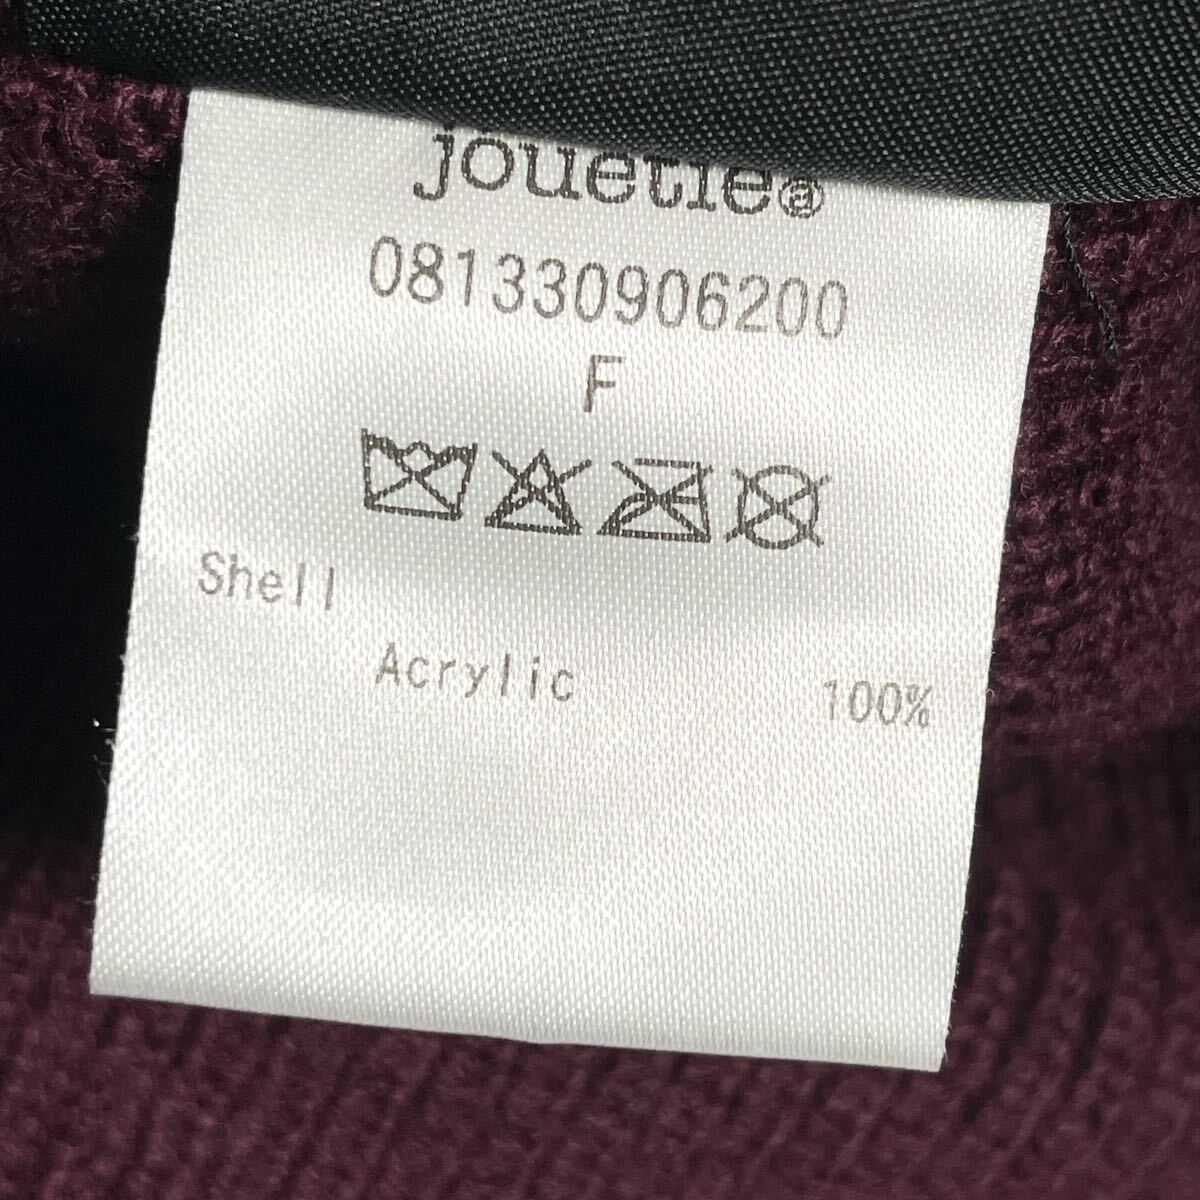 jouetie@
081330906200
F
Shell
Acrylic 100%